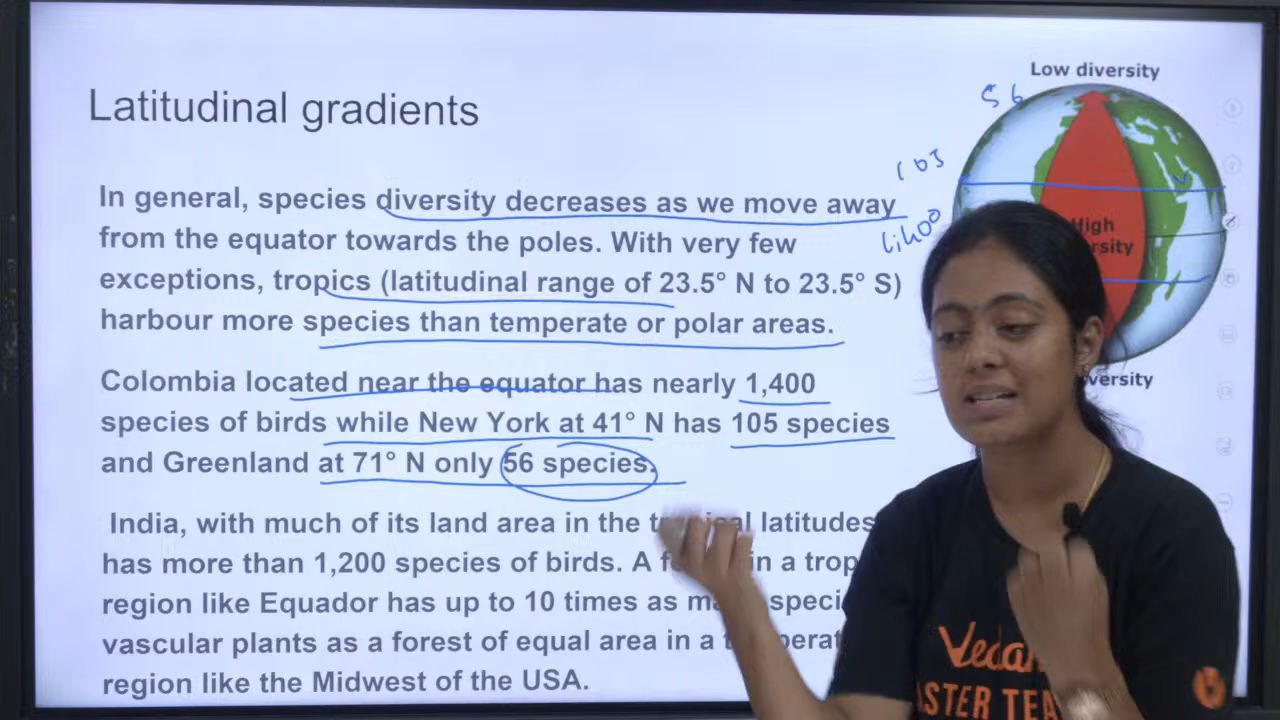 Low diversity
56
Latitudinal gradients
105
In general, species diversity decreases as we move away
1,400
from the equator towards the poles. With very few
High
exceptions, tropics (latitudinal range of 23.5° N to 23.5° S)
harbour more species than temperate or polar areas.
Colombia located near the equator has nearly 1,400
species of birds while New York at 41° N has 105 species
and Greenland at 71° N only 56 species.
India, with much of its land area in the tropical latitudes
has more than 1,200 species of birds. A in a
region like Equador has up to 10 times as
vascular plants as a forest of equal area in a
region like the Midwest of the USA.